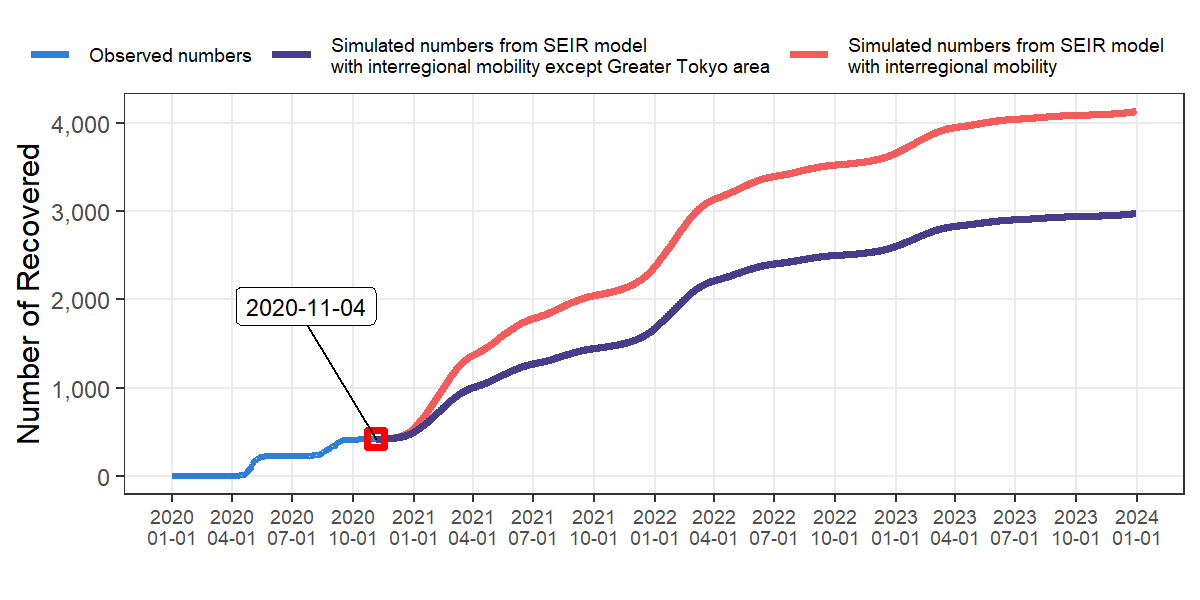 Observed numbers
Simulated numbers from SEIR model
with interregional mobility except Greater Tokyo area
Simulated numbers from SEIR model
with interregional mobility
Number of Recovered
4,000
3,000
2,000
1,000
0
2020-11-04
2020 2020 2020 2020 2021 2021 2021 2021 2022 2022 2022 2022 2023 2023 2023 2023 2024
01-01 04-01 07-01 10-01 01-01 04-01 07-01 10-01 01-01 04-01 07-01 10-01 01-01 04-01 07-01 10-01 01-01